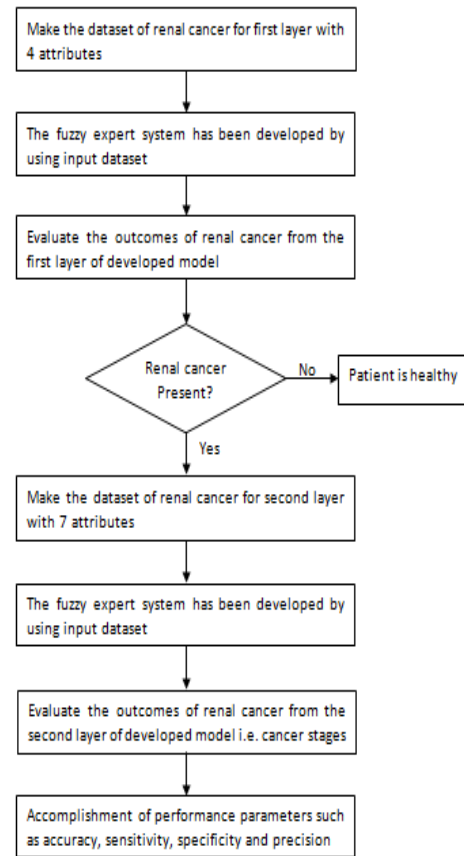 Make the dataset of renal cancer for first layer with
4 attributes
The fuzzy expert system has been developed by
using input dataset
Evaluate the outcomes of renal cancer from the
first layer of developed model
Renal cancer
Present?
No
Patient is healthy
Yes
Make the dataset of renal cancer for second layer
with 7 attributes
The fuzzy expert system has been developed by
using input dataset
Evaluate the outcomes of renal cancer from the
second layer of developed model i.e. cancer stages
Accomplishment of performance parameters such
as accuracy, sensitivity, specificity and precision